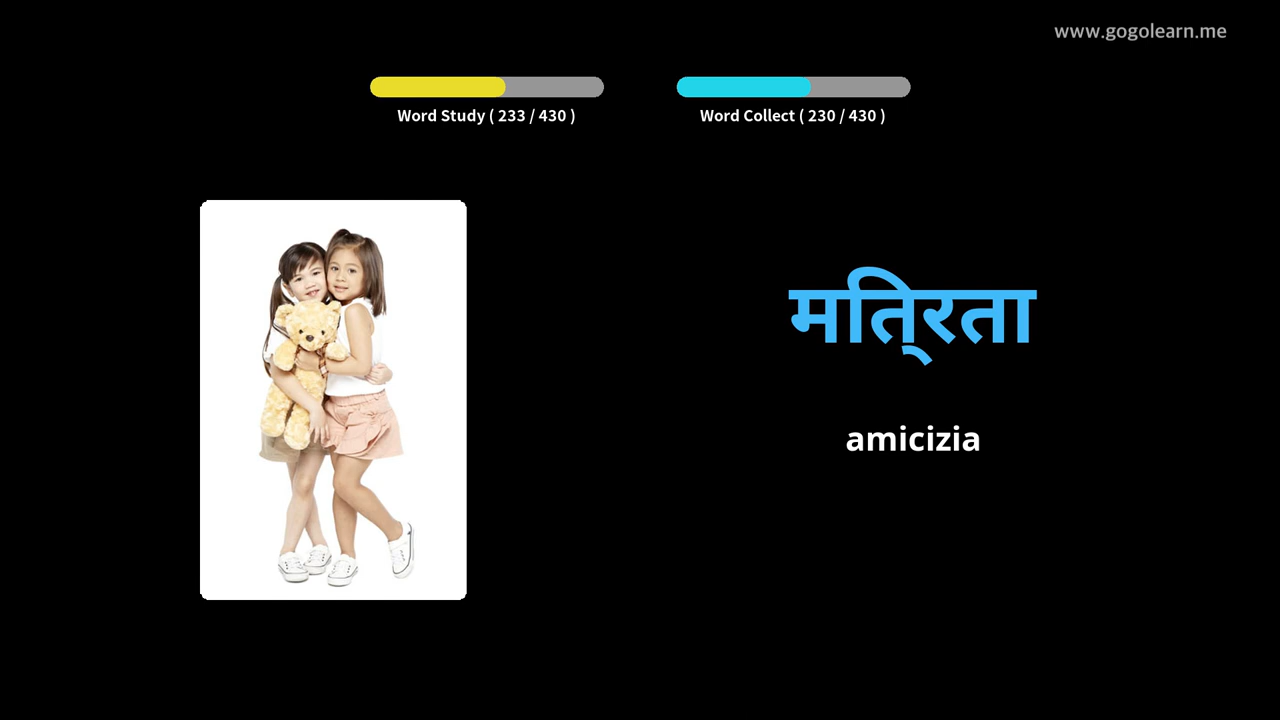 www.gogolearn.me
Word Study ( 233 / 430 )
Word Collect ( 230 / 430 )
मति्रता
amicizia